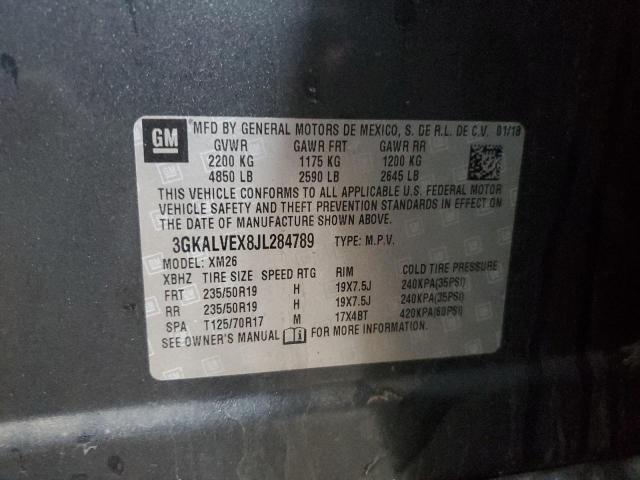 GM
MFD BY GENERAL MOTORS DE MEXICO, S. DE R.L. DE C.V. 01/18
GVWR GAWR FRT GAWR RR
2200 KG 1175 KG 1200 KG
4850 LB 2590 LB 2645 LB
THIS VEHICLE CONFORMS TO ALL APPLICABLE U.S. FEDERAL MOTOR
VEHICLE SAFETY AND THEFT PREVENTION STANDARDS IN EFFECT ON
THE DATE OF MANUFACTURE SHOWN ABOVE.
3GKALVEX8JL284789 TYPE: M.P.V.
MODEL: XM26
XBHZ TIRE SIZE SPEED RTG RIM COLD TIRE PRESSURE
FRT 235/50R19 H 19X7.5J 240KPA(35PSI)
RR 235/50R19 H 19X7.5J 240KPA(35PSI)
SPA T125/70R17 M 17X4BT 420KPA(60PSI)
SEE OWNER'S MANUAL FOR MORE INFORMATION.